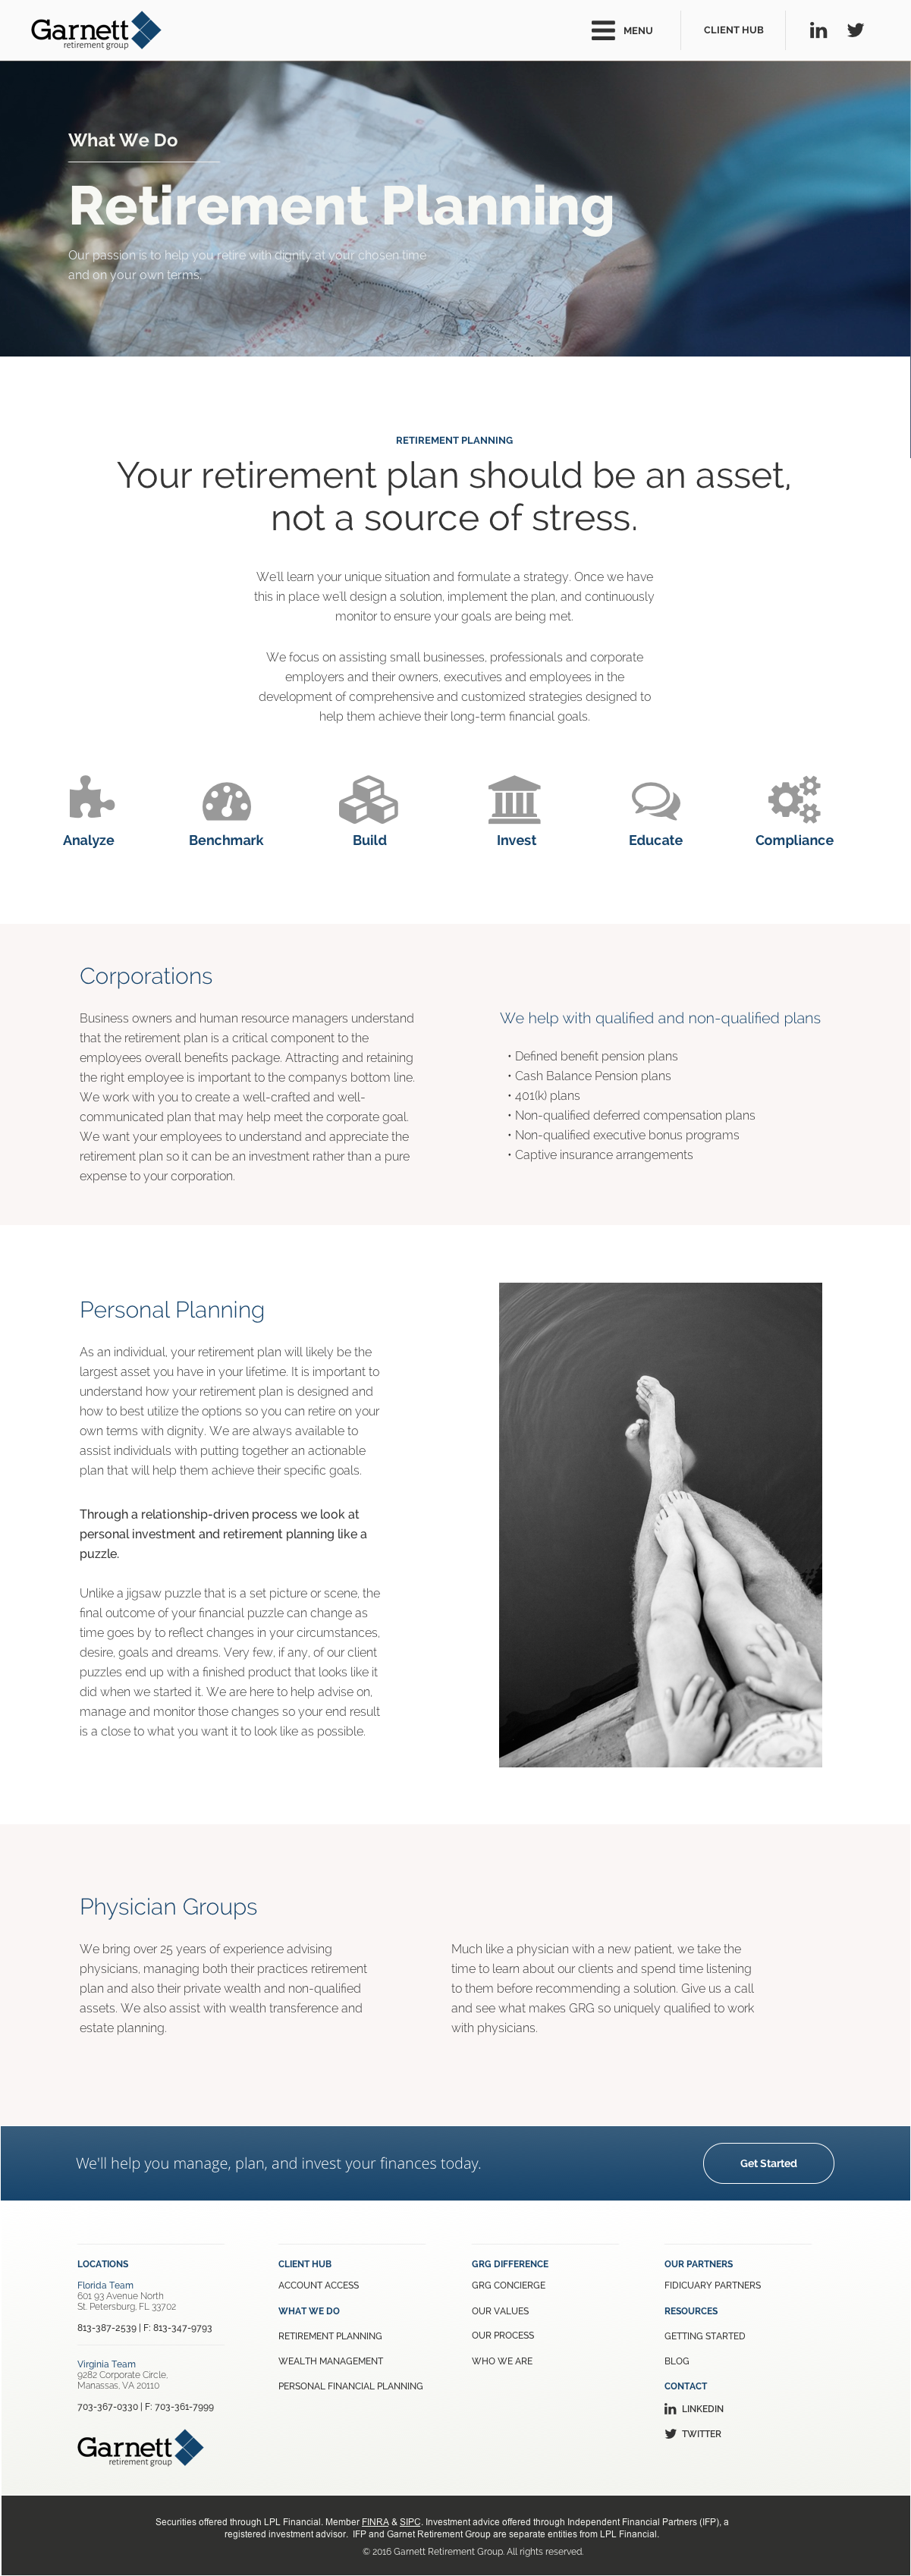 Garnett
retirement group
MENU
CLIENT HUB
What We Do
Retirement Planning
Our passion is to help you retire with dignity at your chosen time
and on your own terms.
RETIREMENT PLANNING
Your retirement plan should be an asset,
not a source of stress.
We'll learn your unique situation and formulate a strategy. Once we have
this in place we'll design a solution, implement the plan, and continuously
monitor to ensure your goals are being met.
We focus on assisting small businesses, professionals and corporate
employers and their owners, executives and employees in the
development of comprehensive and customized strategies designed to
help them achieve their long-term financial goals.
Analyze
Benchmark
Build
Invest
Educate
Compliance
Corporations
Business owners and human resource managers understand
that the retirement plan is a critical component to the
employees overall benefits package. Attracting and retaining
the right employee is important to the companys bottom line.
We work with you to create a well-crafted and well-
communicated plan that may help meet the corporate goal.
We want your employees to understand and appreciate the
retirement plan so it can be an investment rather than a pure
expense to your corporation.
We help with qualified and non-qualified plans
• Defined benefit pension plans
• Cash Balance Pension plans
• 401(k) plans
• Non-qualified deferred compensation plans
• Non-qualified executive bonus programs
• Captive insurance arrangements
Personal Planning
As an individual, your retirement plan will likely be the
largest asset you have in your lifetime. It is important to
understand how your retirement plan is designed and
how to best utilize the options so you can retire on your
own terms with dignity. We are always available to
assist individuals with putting together an actionable
plan that will help them achieve their specific goals.
Through a relationship-driven process we look at
personal investment and retirement planning like a
puzzle.
Unlike a jigsaw puzzle that is a set picture or scene, the
final outcome of your financial puzzle can change as
time goes by to reflect changes in your circumstances,
desire, goals and dreams. Very few, if any, of our client
puzzles end up with a finished product that looks like it
did when we started it. We are here to help advise on,
manage and monitor those changes so your end result
is a close to what you want it to look like as possible.
Physician Groups
We bring over 25 years of experience advising
physicians, managing both their practices retirement
plan and also their private wealth and non-qualified
assets. We also assist with wealth transference and
estate planning.
Much like a physician with a new patient, we take the
time to learn about our clients and spend time listening
to them before recommending a solution. Give us a call
and see what makes GRG so uniquely qualified to work
with physicians.
We'll help you manage, plan, and invest your finances today.
Get Started
LOCATIONS
Florida Team
601 93 Avenue North
St. Petersburg, FL 33702
813-387-2539 | F: 813-347-9793
Virginia Team
9282 Corporate Circle,
Manassas, VA 20110
703-367-0330 | F: 703-361-7999
Garnett
retirement group
CLIENT HUB
ACCOUNT ACCESS
WHAT WE DO
RETIREMENT PLANNING
WEALTH MANAGEMENT
PERSONAL FINANCIAL PLANNING
GRG DIFFERENCE
GRG CONCIERGE
OUR VALUES
OUR PROCESS
WHO WE ARE
OUR PARTNERS
FIDICUARY PARTNERS
RESOURCES
GETTING STARTED
BLOG
CONTACT
LINKEDIN
TWITTER
Securities offered through LPL Financial. Member FINRA & SIPC. Investment advice offered through Independent Financial Partners (IFP), a
registered investment advisor. IFP and Garnet Retirement Group are separate entities from LPL Financial.
© 2016 Garnett Retirement Group. All rights reserved.